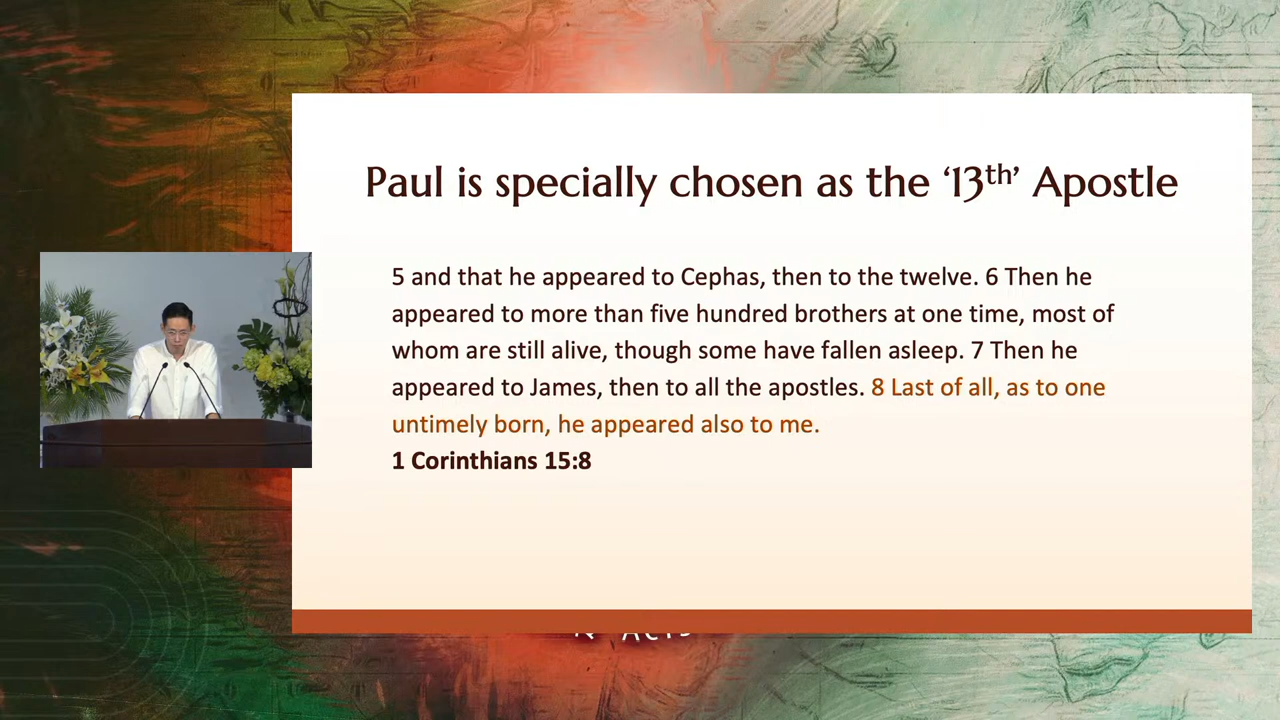 Paul is specially chosen as the ‘13th’ Apostle
5 and that he appeared to Cephas, then to the twelve. 6 Then he
appeared to more than five hundred brothers at one time, most of
whom are still alive, though some have fallen asleep. 7 Then he
appeared to James, then to all the apostles. 8 Last of all, as to one
untimely born, he appeared also to me.
1 Corinthians 15:8
ACTS